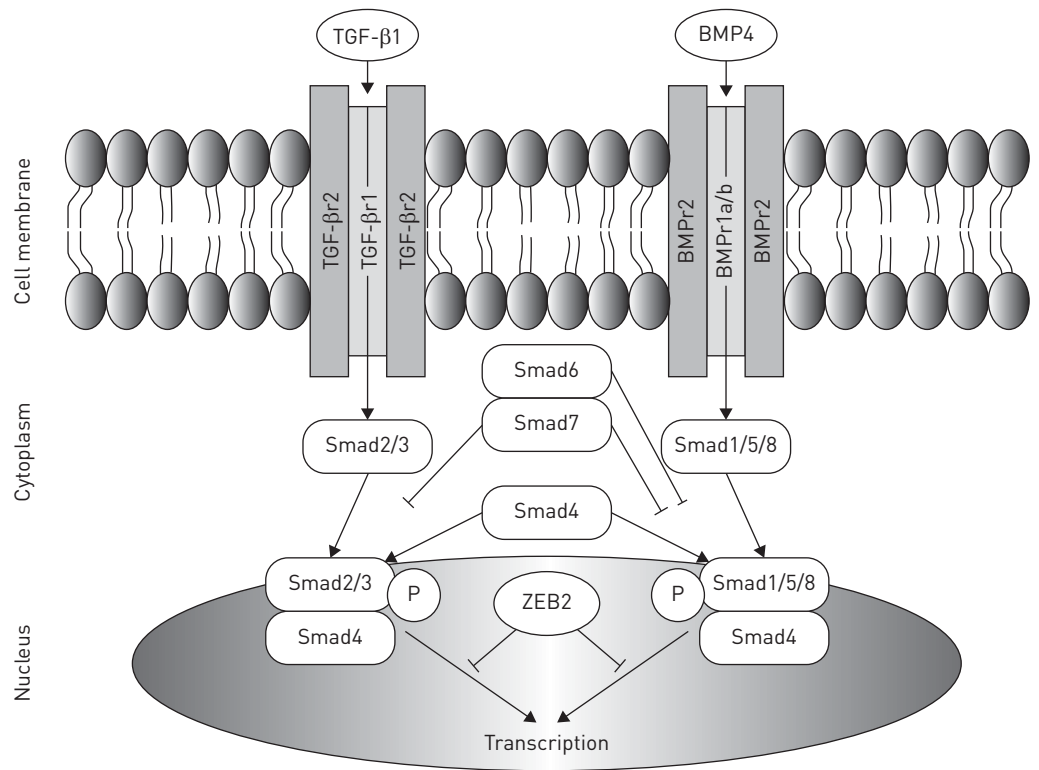 TGF-β1
BMP4
Cell membrane
TGF-βr2
TGF-βr1
TGF-βr2
BMPr2
BMPr1a/b
BMPr2
Cytoplasm
Smad6
Smad7
Smad2/3
Smad1/5/8
Smad4
Nucleus
Smad2/3
P
Smad4
ZEB2
P
Smad1/5/8
Smad4
Transcription